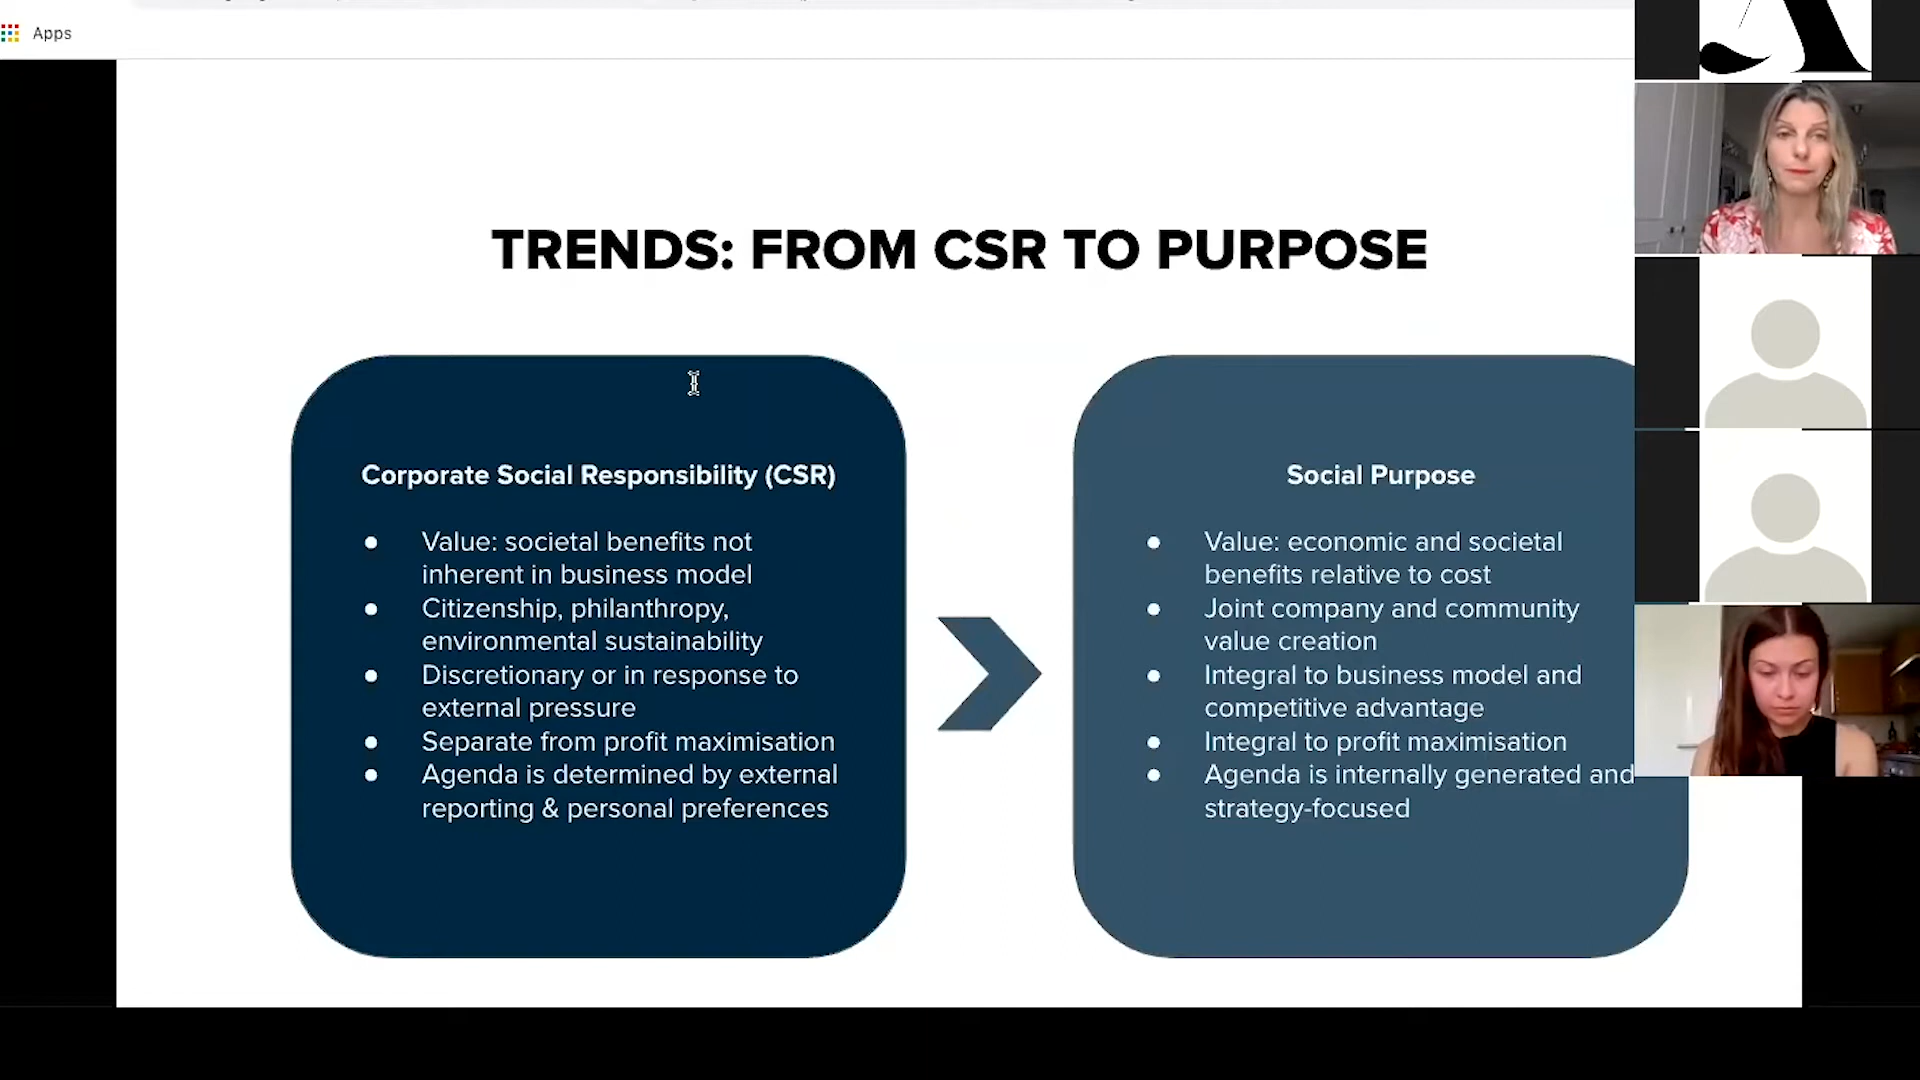 Apps
TRENDS: FROM CSR TO PURPOSE
Corporate Social Responsibility (CSR)
● Value: societal benefits not
inherent in business model
● Citizenship, philanthropy,
environmental sustainability
● Discretionary or in response to
external pressure
● Separate from profit maximisation
● Agenda is determined by external
reporting & personal preferences
Social Purpose
● Value: economic and societal
benefits relative to cost
● Joint company and community
value creation
● Integral to business model and
competitive advantage
● Integral to profit maximisation
● Agenda is internally generated and
strategy-focused